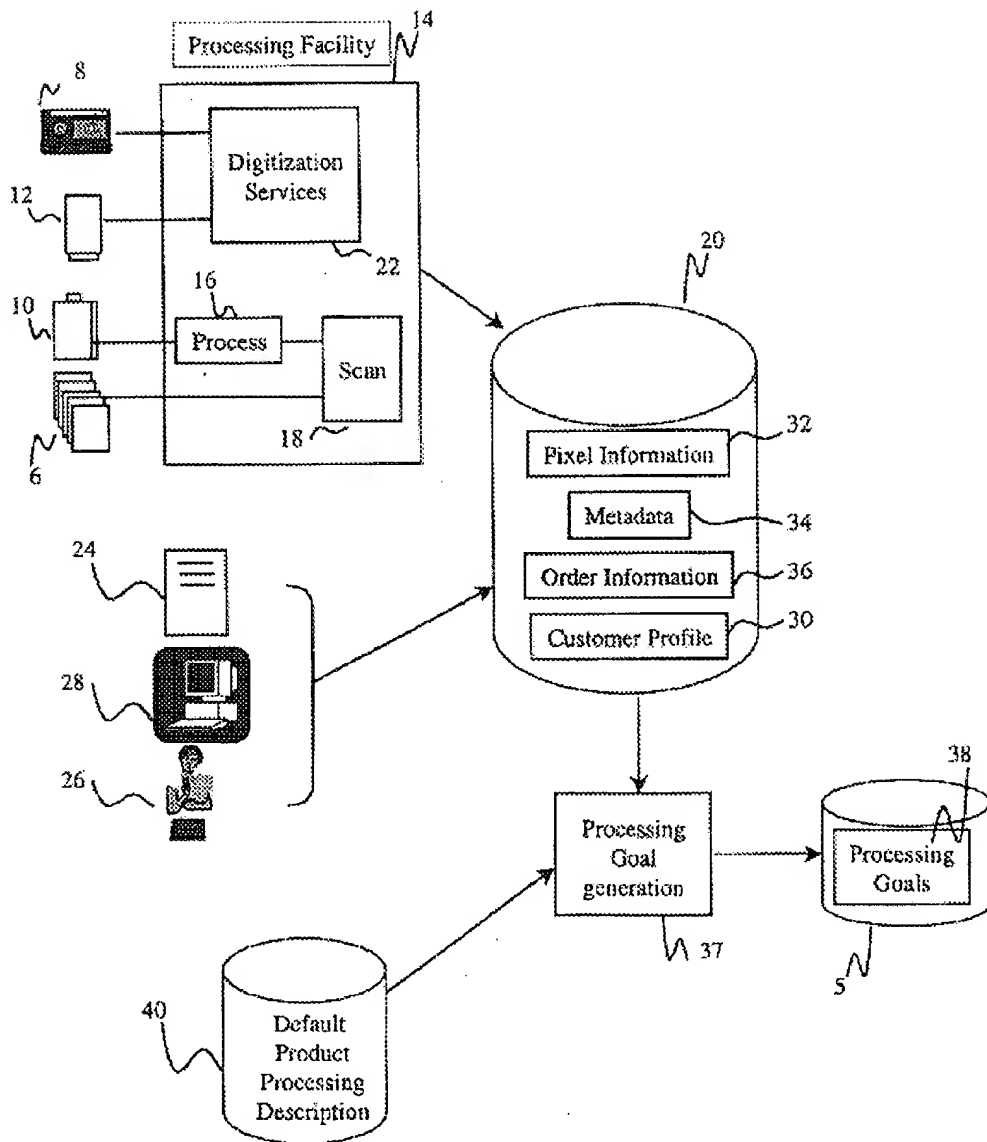 Processing Facility
14
8
Digitization
Services
12
22
20
10
16
Process
Scan
18
6
Pixel Information
32
Metadata
34
24
Order Information
36
Customer Profile
30
28
26
38
Processing
Goal
generation
Processing
Goals
37
5
40
Default
Product
Processing
Description